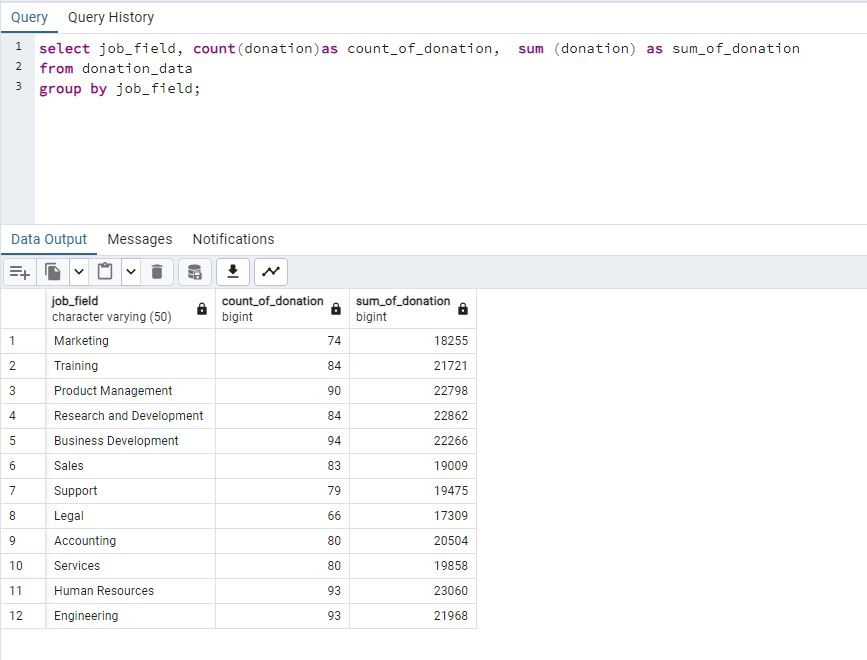 Query Query History
1 select job_field, count(donation)as count_of_donation,  sum (donation) as sum_of_donation
2 from donation_data
3 group by job_field;
Data Output Messages Notifications
job_field count_of_donation sum_of_donation
character varying (50) bigint bigint
1 Marketing 74 18255
2 Training 84 21721
3 Product Management 90 22798
4 Research and Development 84 22862
5 Business Development 94 22266
6 Sales 83 19009
7 Support 79 19475
8 Legal 66 17309
9 Accounting 80 20504
10 Services 80 19858
11 Human Resources 93 23060
12 Engineering 93 21968